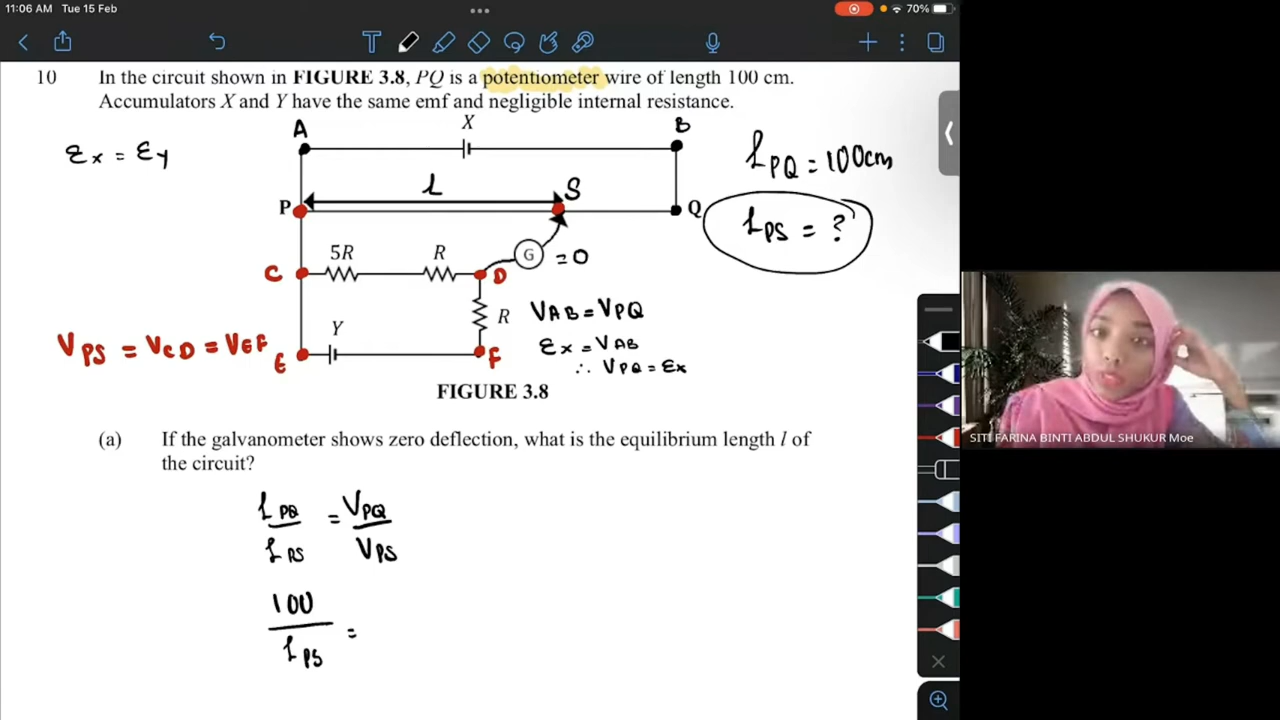 11:06 AM Tue 15 Feb
70%
10 In the circuit shown in FIGURE 3.8, PQ is a potentiometer wire of length 100 cm.
Accumulators X and Y have the same emf and negligible internal resistance.
A
X
B
εx = εy
L
S
lPQ = 100cm
P
Q
lPS = ?
5R
R
G
= 0
C
D
R
VAB = VPQ
Y
VPS = VCD = VEF
E
F
εx = VAB
∴ VPQ = εx
FIGURE 3.8
(a) If the galvanometer shows zero deflection, what is the equilibrium length l of
the circuit?
lPQ / lPS = VPQ / VPS
100 / lPS =
SITI FARINA BINTI ABDUL SHUKUR Moe